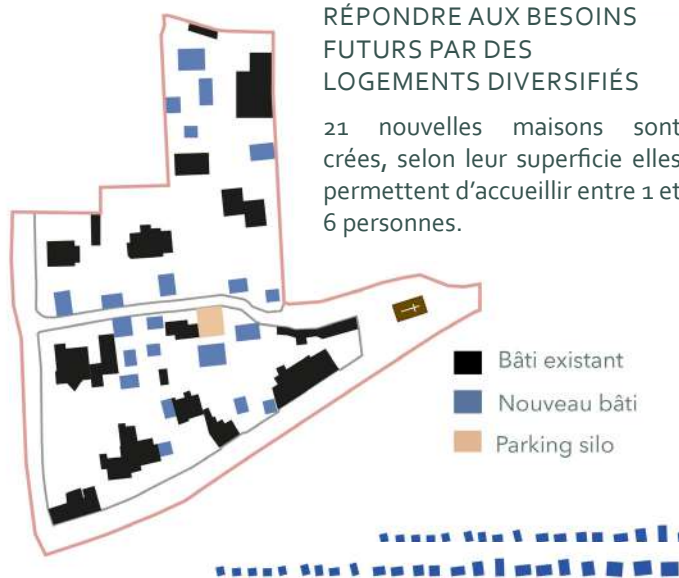 RÉPONDRE AUX BESOINS
FUTURS PAR DES
LOGEMENTS DIVERSIFIÉS
21 nouvelles maisons sont
crées, selon leur superficie elles
permettent d'accueillir entre 1 et
6 personnes.
Bâti existant
Nouveau bâti
Parking silo